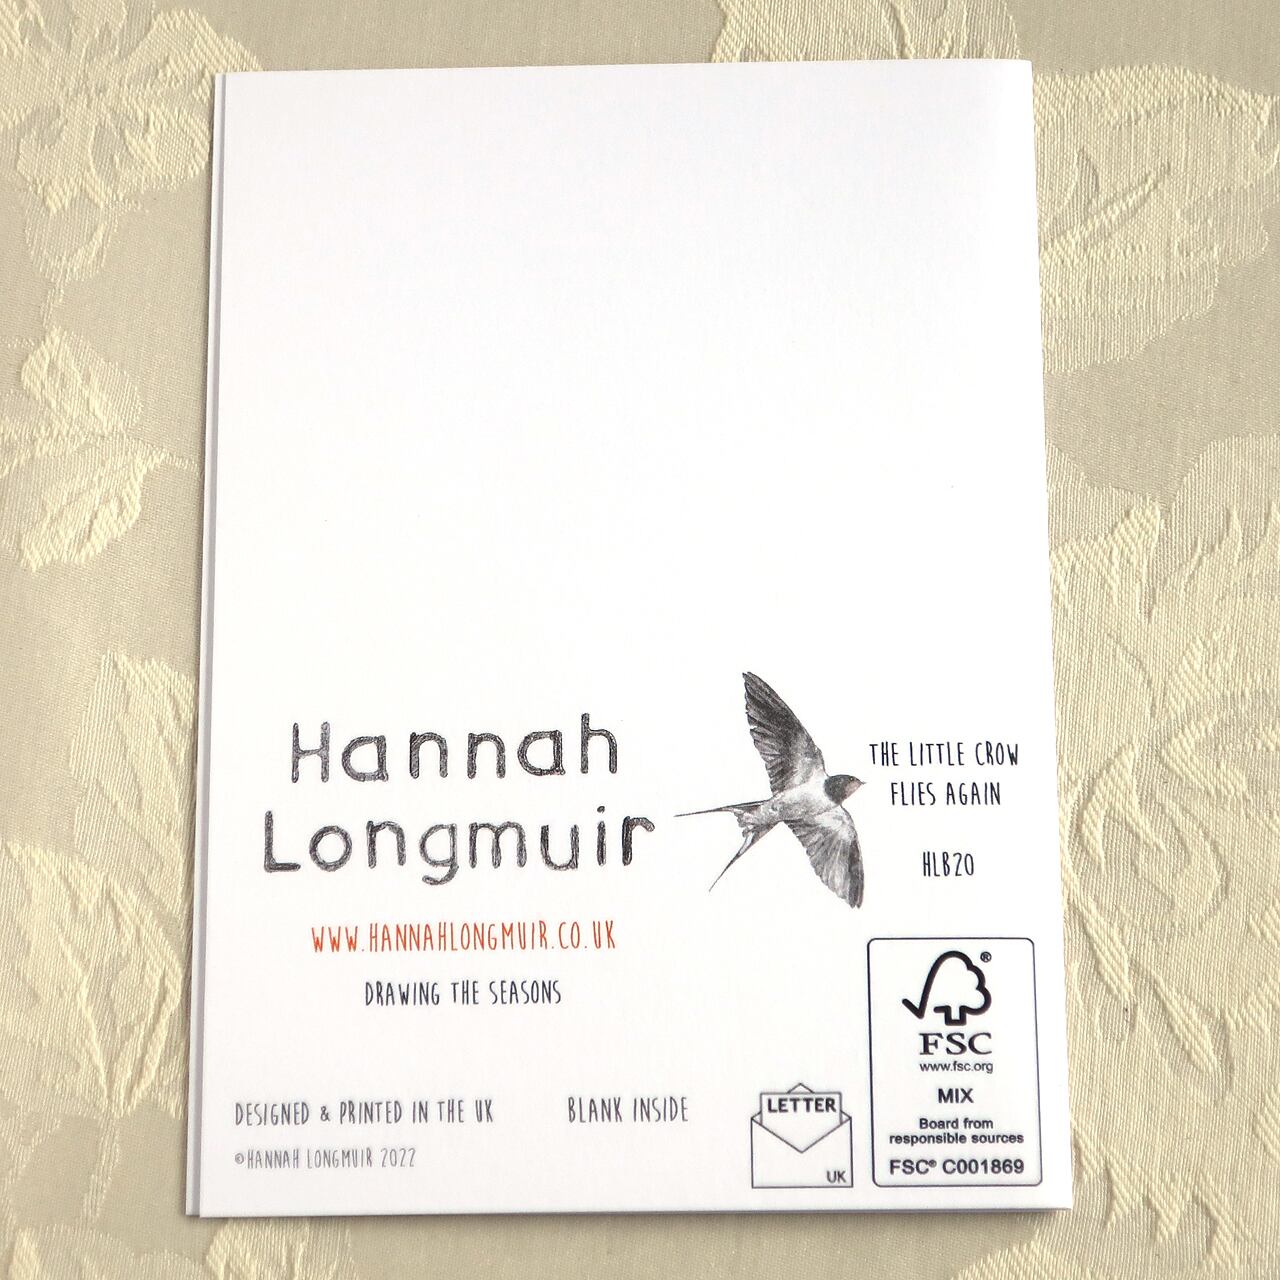 Hannah
Longmuir
WWW.HANNAHLONGMUIR.CO.UK
DRAWING THE SEASONS
THE LITTLE CROW
FLIES AGAIN
HLB20
DESIGNED & PRINTED IN THE UK
©HANNAH LONGMUIR 2022
BLANK INSIDE
LETTER
UK
®
FSC
www.fsc.org
MIX
Board from
responsible sources
FSC® C001869